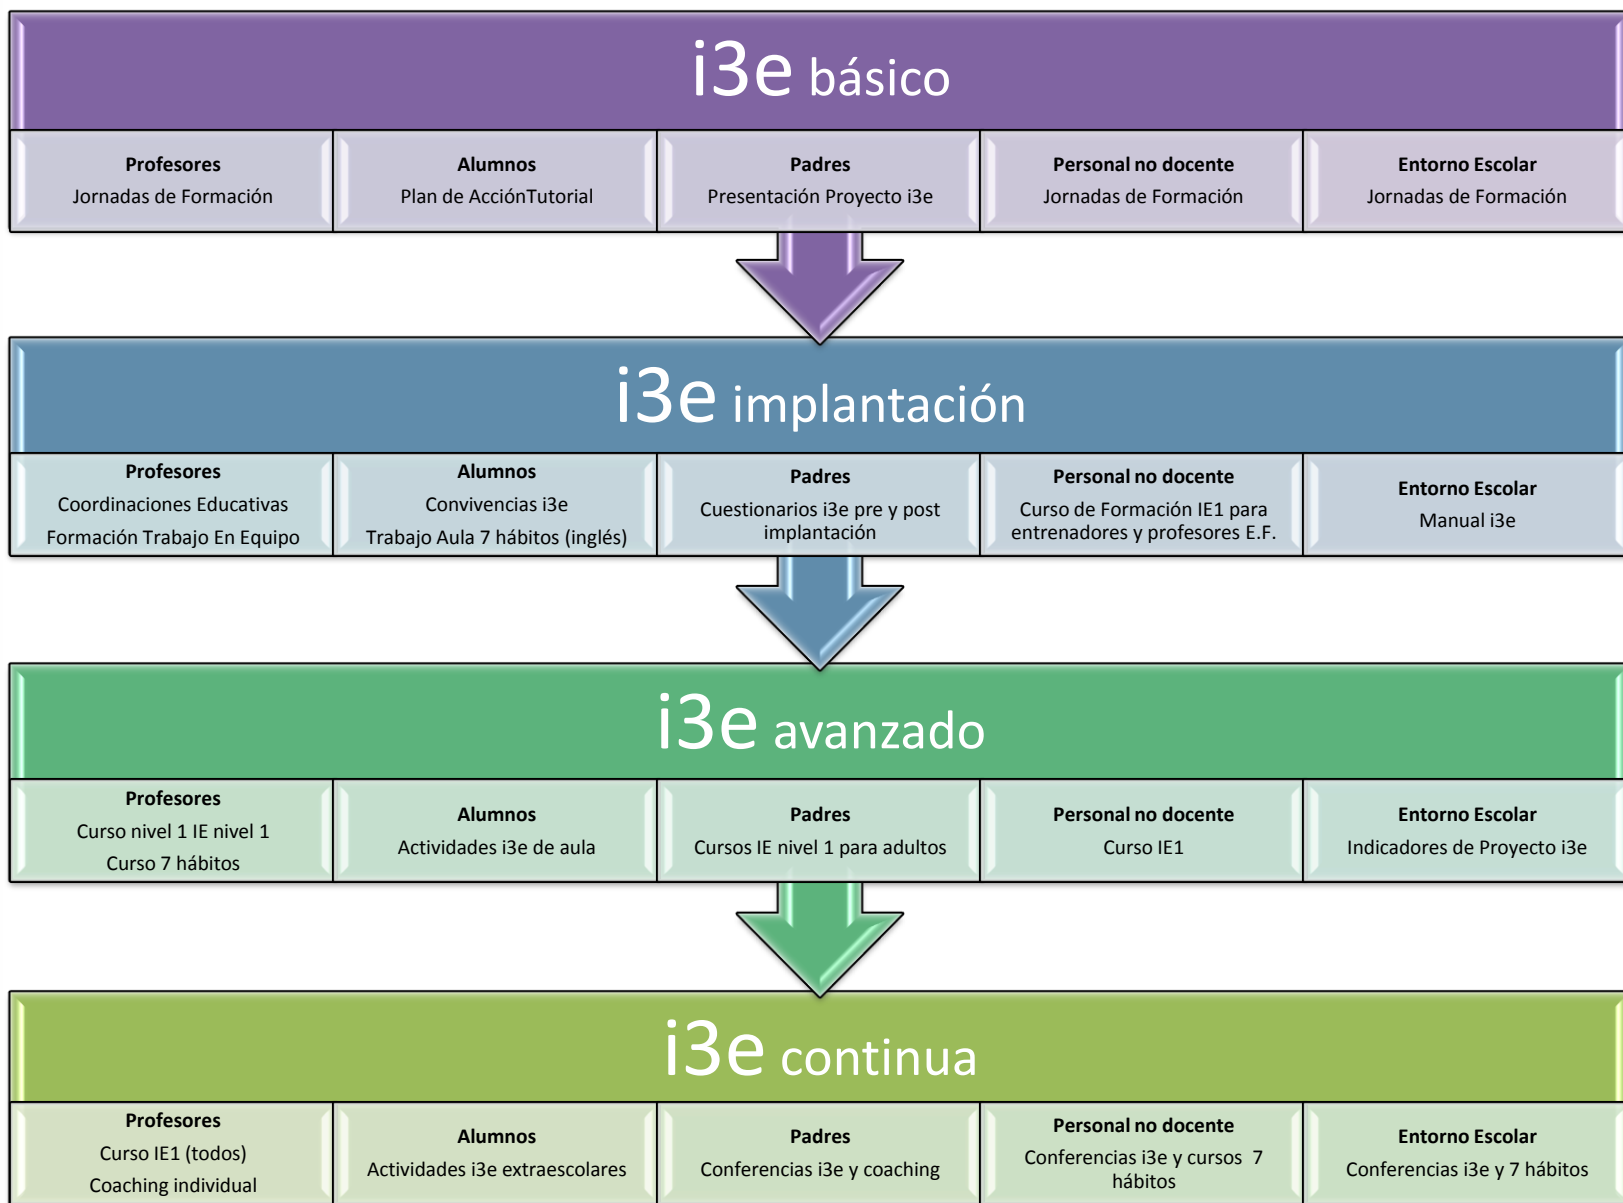 i3e básico
Profesores
Jornadas de Formación
Alumnos
Plan de AcciónTutorial
Padres
Presentación Proyecto i3e
Personal no docente
Jornadas de Formación
Entorno Escolar
Jornadas de Formación
i3e implantación
Profesores
Coordinaciones Educativas
Formación Trabajo En Equipo
Alumnos
Convivencias i3e
Trabajo Aula 7 hábitos (inglés)
Padres
Cuestionarios i3e pre y post
implantación
Personal no docente
Curso de Formación IE1 para
entrenadores y profesores E.F.
Entorno Escolar
Manual i3e
i3e avanzado
Profesores
Curso nivel 1 IE nivel 1
Curso 7 hábitos
Alumnos
Actividades i3e de aula
Padres
Cursos IE nivel 1 para adultos
Personal no docente
Curso IE1
Entorno Escolar
Indicadores de Proyecto i3e
i3e continua
Profesores
Curso IE1 (todos)
Coaching individual
Alumnos
Actividades i3e extraescolares
Padres
Conferencias i3e y coaching
Personal no docente
Conferencias i3e y cursos  7
hábitos
Entorno Escolar
Conferencias i3e y 7 hábitos